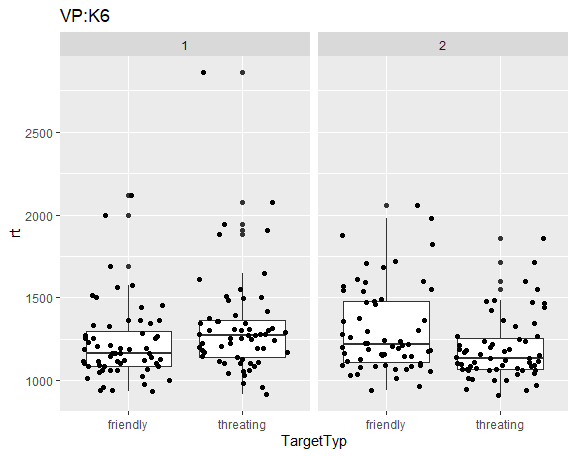 VP:K6
1
2
rt
2500
2000
1500
1000
friendly
threating
friendly
threating
TargetTyp